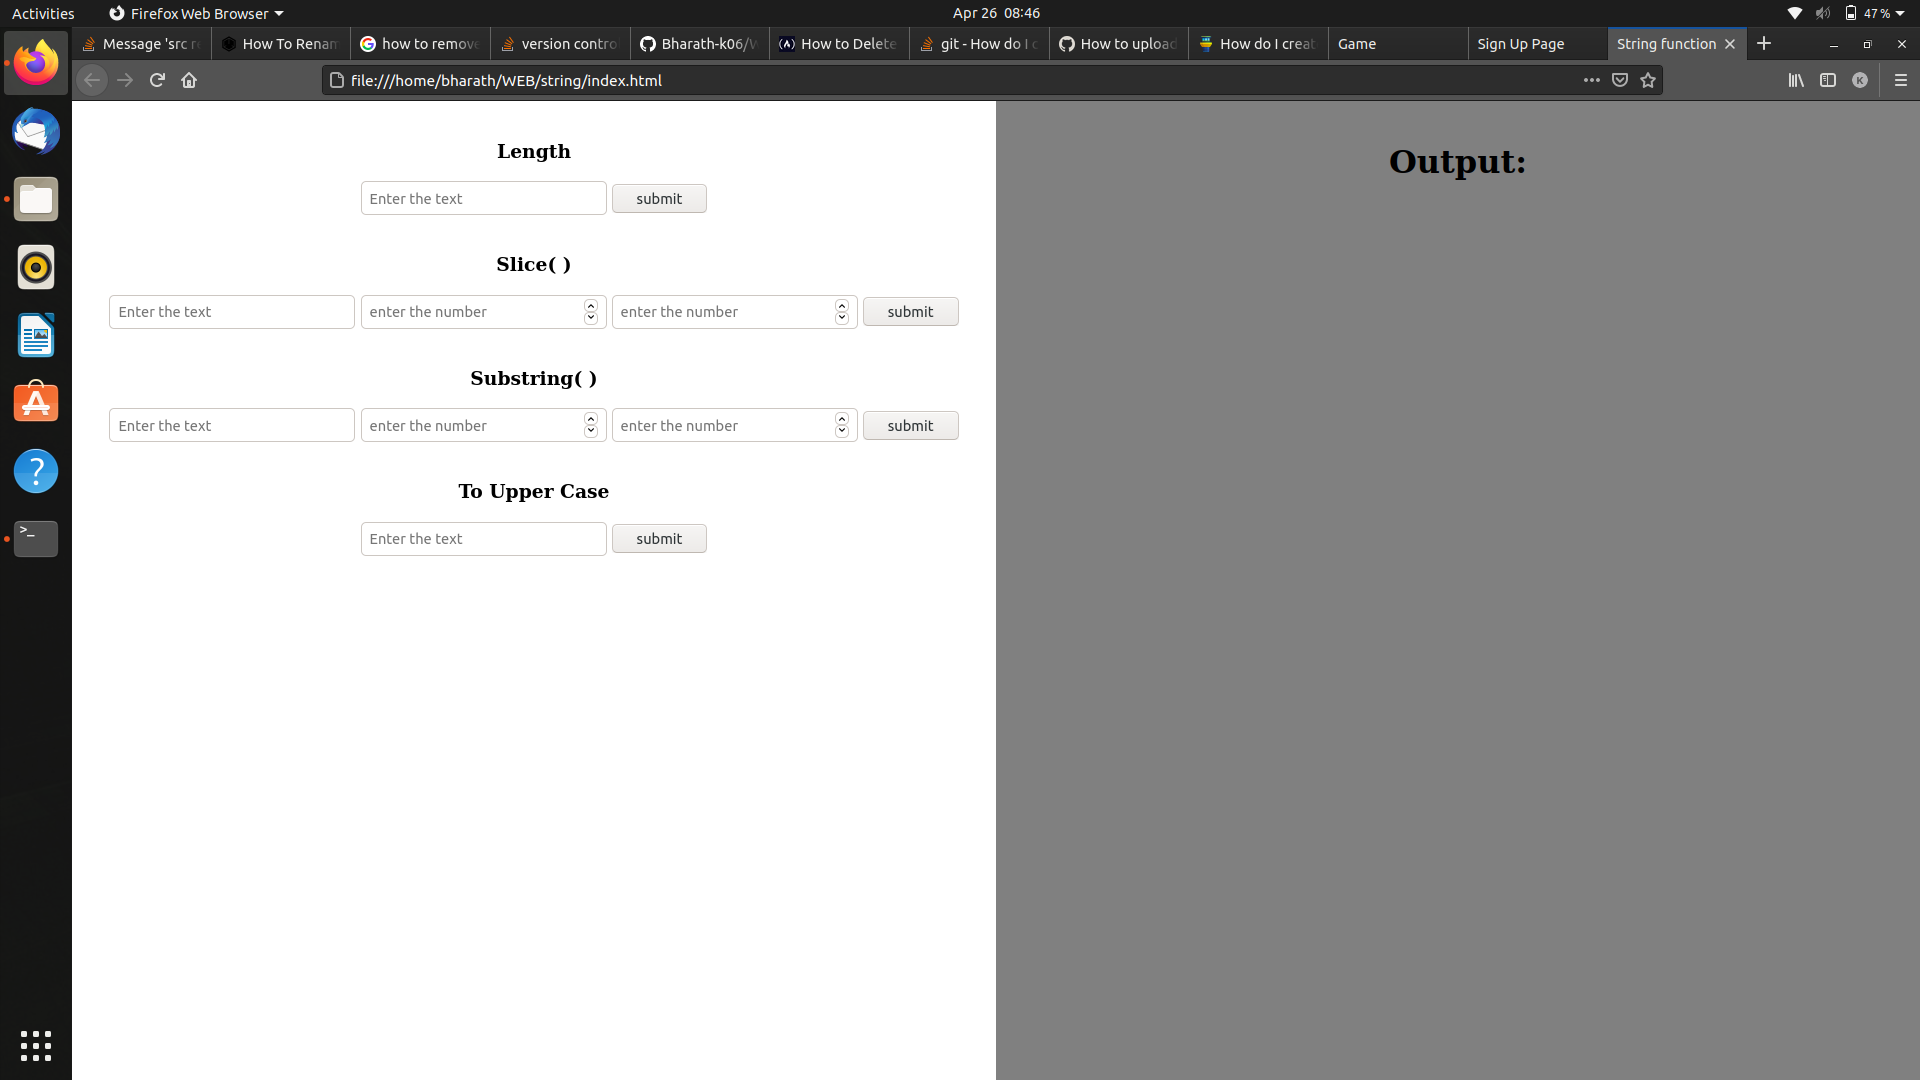 Activities Firefox Web Browser Apr 26 08:46 47 %
Message 'src r How To Renam how to remove version contro Bharath-k06/W How to Delete git - How do I c How to upload How do I creat Game Sign Up Page String function
file:///home/bharath/WEB/string/index.html K
Length
Enter the text submit
Slice( )
Enter the text enter the number enter the number submit
Substring( )
Enter the text enter the number enter the number submit
To Upper Case
Enter the text submit
Output: